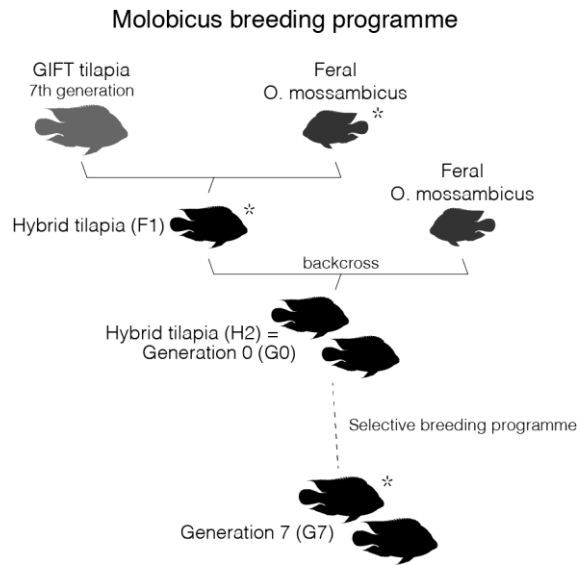 Molobicus breeding programme
GIFT tilapia
7th generation
Feral
O. mossambicus
*
Feral
O. mossambicus
Hybrid tilapia (F1)
*
backcross
Hybrid tilapia (H2) =
Generation 0 (G0)
Selective breeding programme
*
Generation 7 (G7)